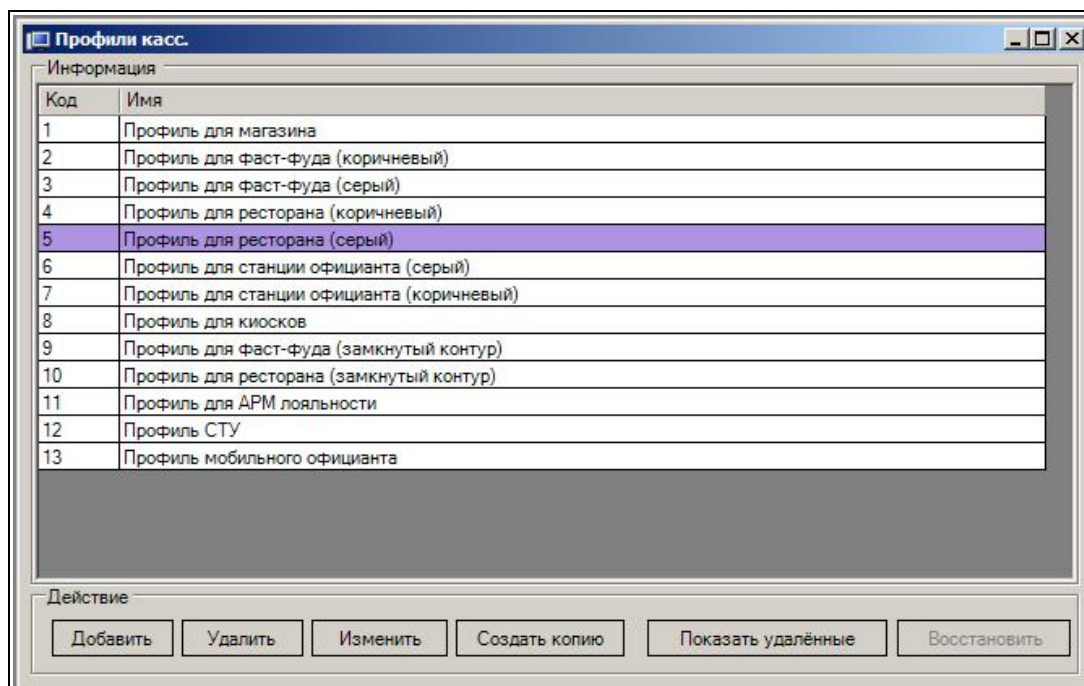 Профили касс.
Информация
Код Имя
1 Профиль для магазина
2 Профиль для фаст-фуда (коричневый)
3 Профиль для фаст-фуда (серый)
4 Профиль для ресторана (коричневый)
5 Профиль для ресторана (серый)
6 Профиль для станции официанта (серый)
7 Профиль для станции официанта (коричневый)
8 Профиль для киосков
9 Профиль для фаст-фуда (замкнутый контур)
10 Профиль для ресторана (замкнутый контур)
11 Профиль для АРМ лояльности
12 Профиль СТУ
13 Профиль мобильного официанта
Действие
Добавить Удалить Изменить Создать копию Показать удалённые Восстановить